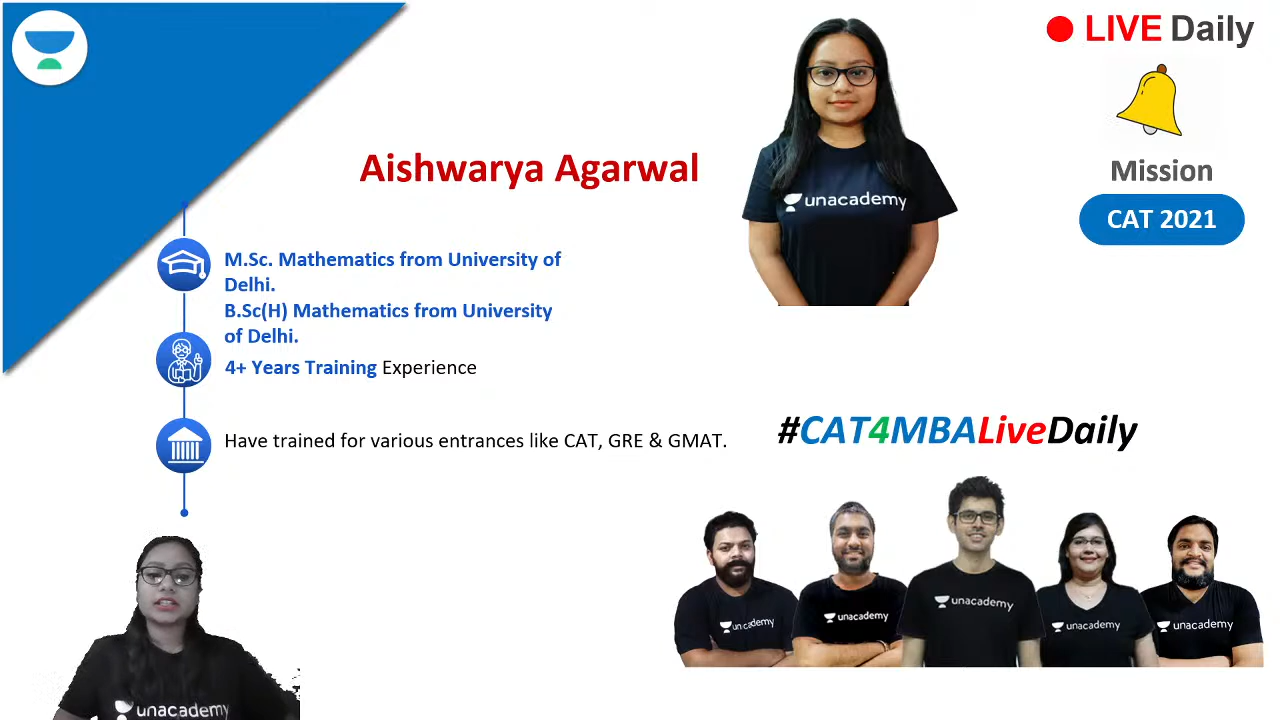 LIVE Daily
Mission
CAT 2021
Aishwarya Agarwal
unacademy
M.Sc. Mathematics from University of
Delhi.
B.Sc(H) Mathematics from University
of Delhi.
4+ Years Training Experience
Have trained for various entrances like CAT, GRE & GMAT.
#CAT4MBALiveDaily
unacademy
unacademy
unacademy
unacademy
unacademy
unacademy